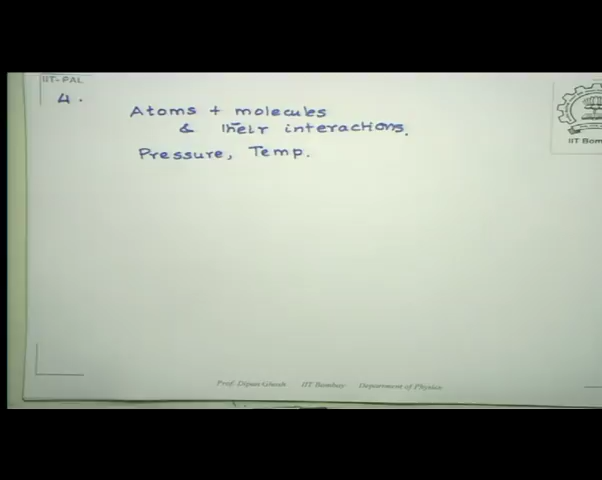 IIT-PAL
4.
Atoms + molecules
& their interactions.
Pressure, Temp.
IIT Bom
Prof. Dipan Ghosh IIT Bombay Department of Physics